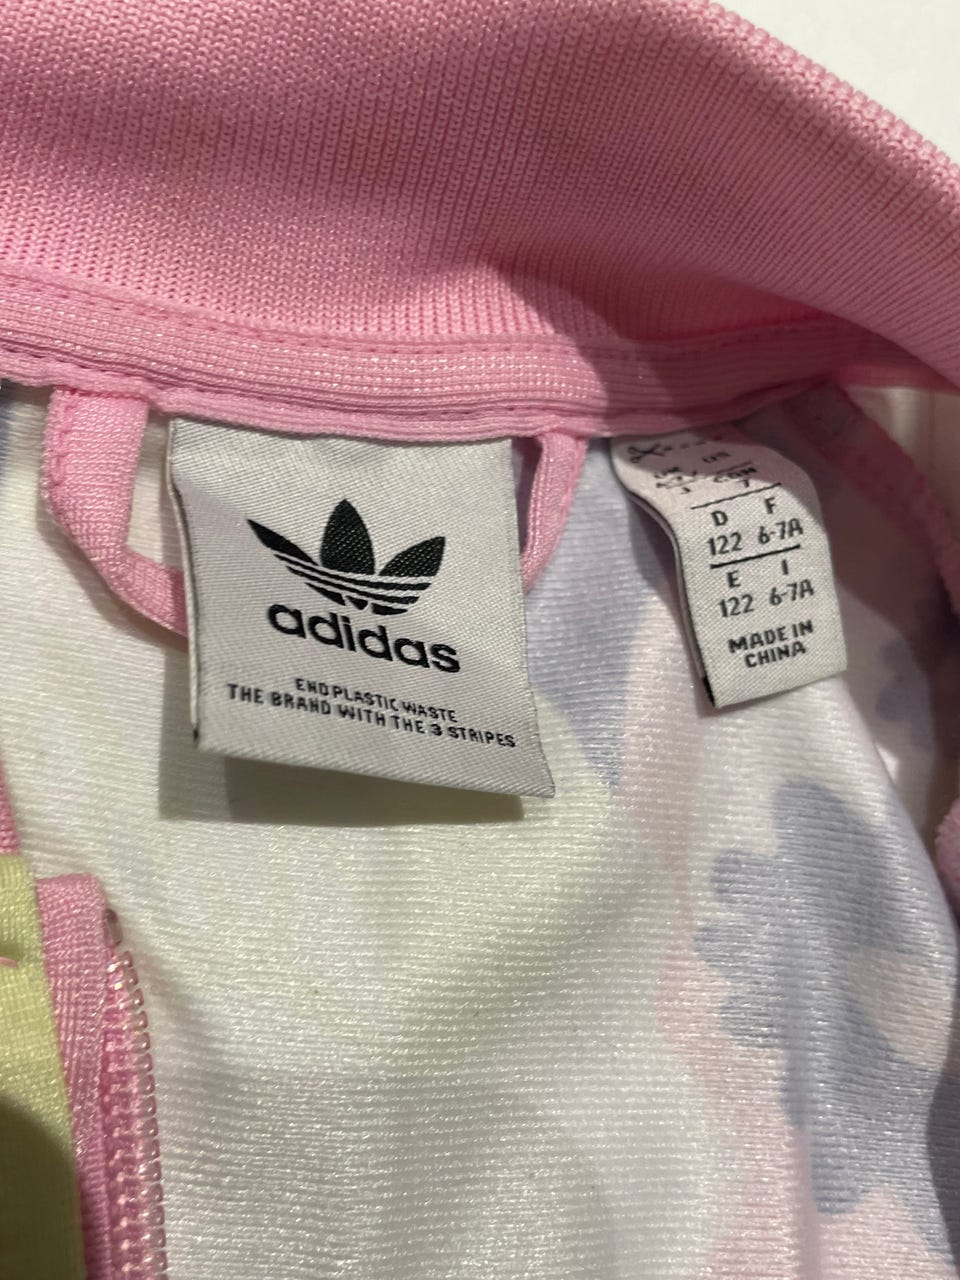 adidas
END PLASTIC WASTE
THE BRAND WITH THE 3 STRIPES
US
D F
122 6-7A
E I
122 6-7A
MADE IN
CHINA